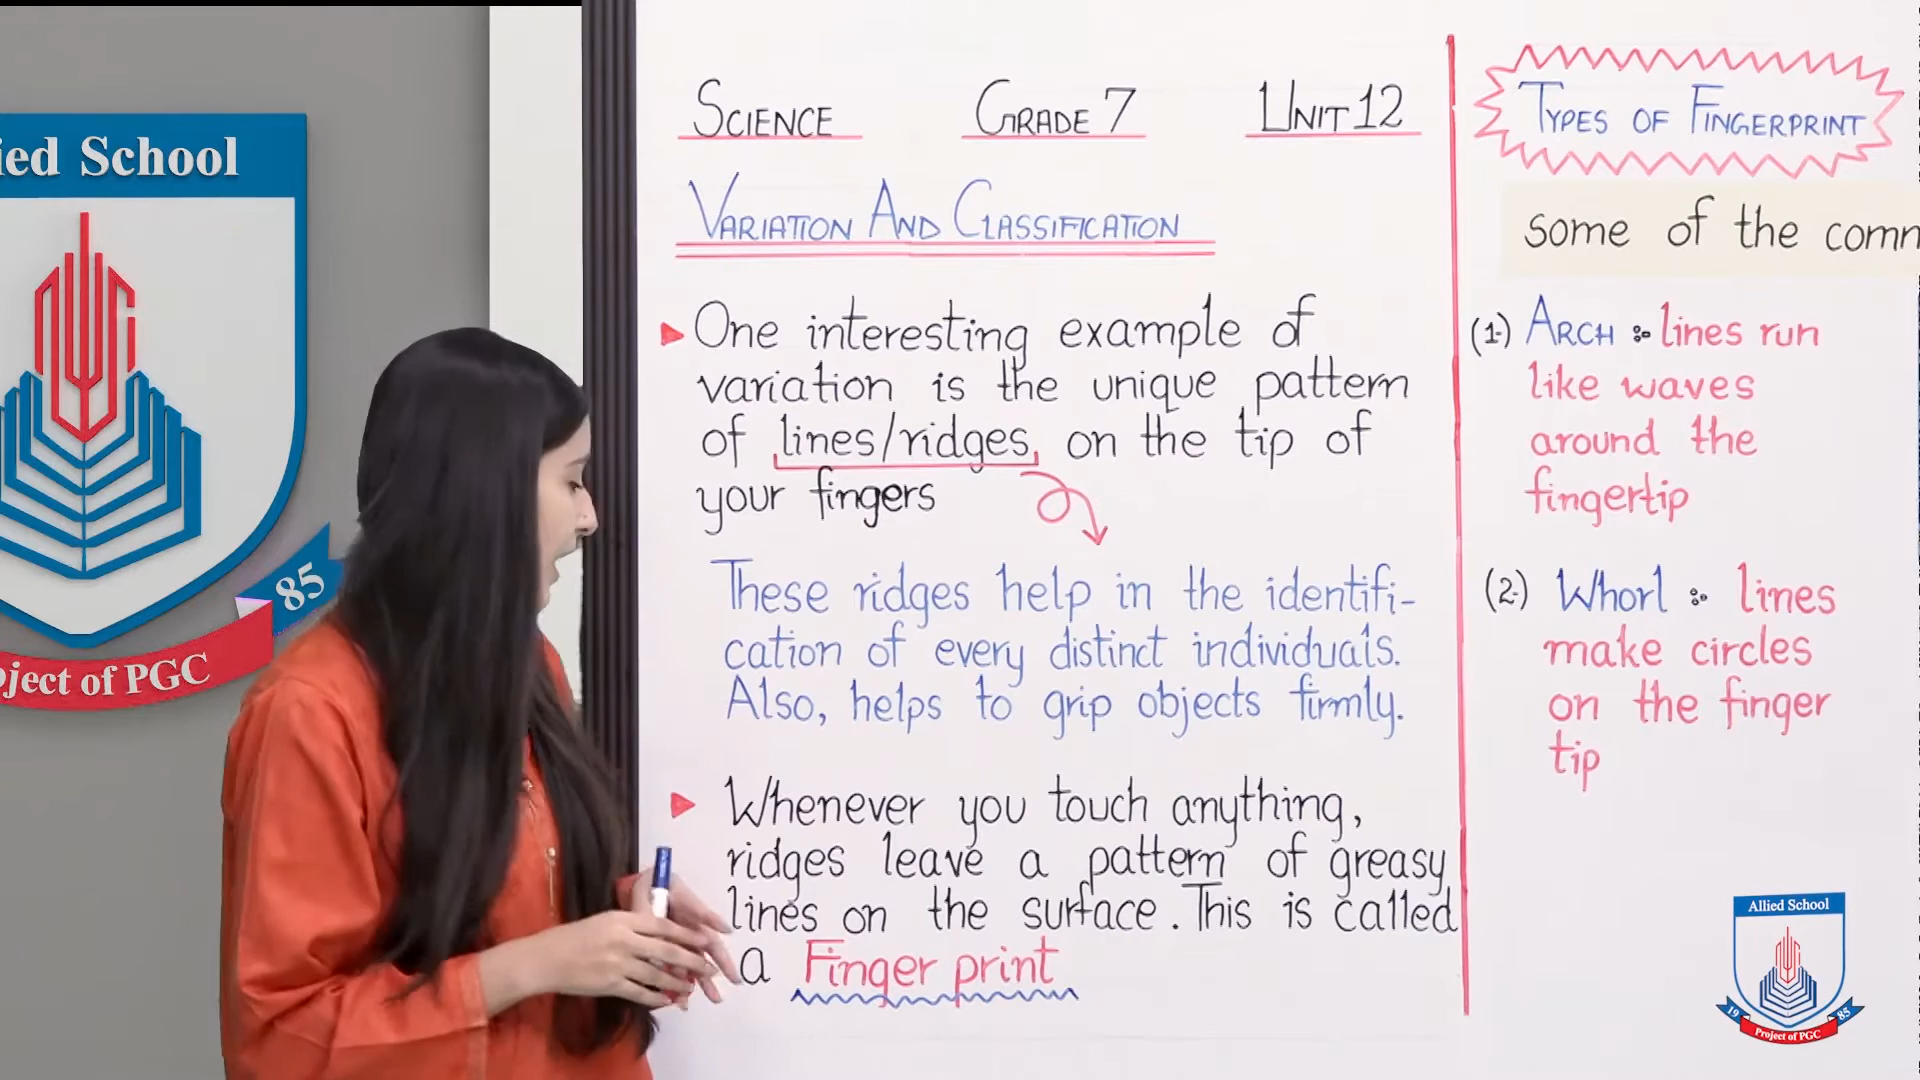 ied School
85
ject of PGC
SCIENCE GRADE 7 UNIT 12
VARIATION AND CLASSIFICATION
One interesting example of
variation is the unique pattern
of lines/ridges, on the tip of
your fingers
These ridges help in the identifi-
cation of every distinct individuals.
Also, helps to grip objects firmly.
Whenever you touch anything,
ridges leave a pattern of greasy
lines on the surface. This is called
a Finger print
TYPES OF FINGERPRINT
some of the com
(1-) ARCH :- lines run
like waves
around the
fingertip
(2-) Whorl :- lines
make circles
on the finger
tip
Allied School
19 85
Project of PGC